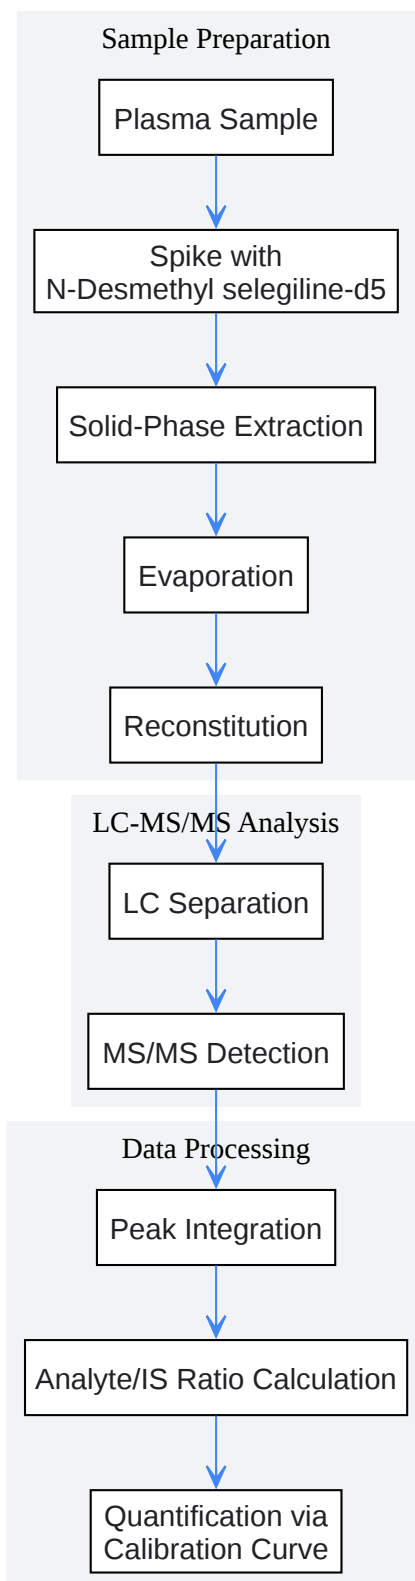 Sample Preparation
Plasma Sample
Spike with
N-Desmethyl selegiline-d5
Solid-Phase Extraction
Evaporation
Reconstitution
LC-MS/MS Analysis
LC Separation
MS/MS Detection
Data Processing
Peak Integration
Analyte/IS Ratio Calculation
Quantification via
Calibration Curve